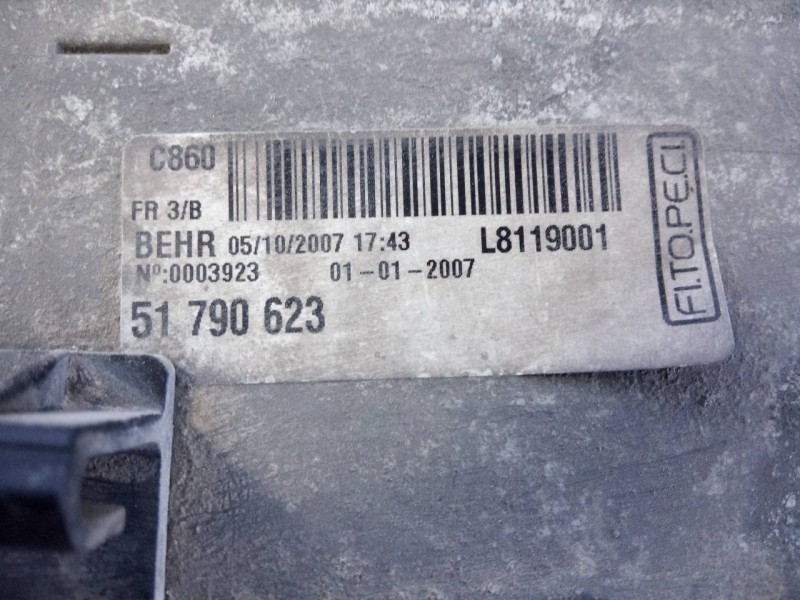 C860
FR 3/B
BEHR 05/10/2007 17:43 L8119001
Nº:0003923 01-01-2007
51 790 623
FI.TO.PE.CI.